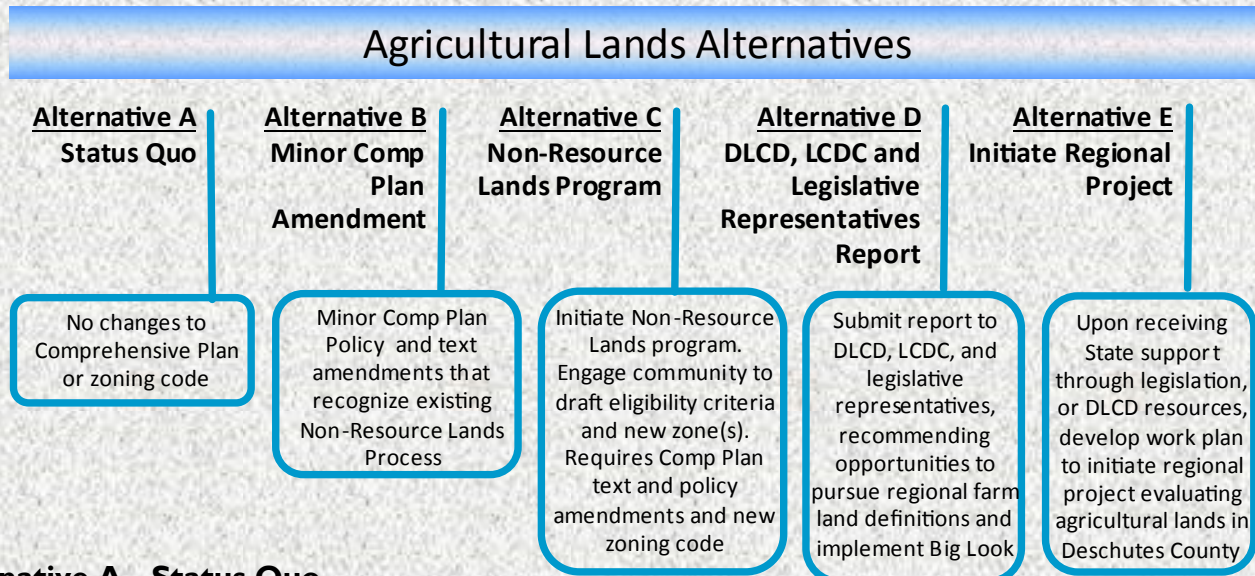 Agricultural Lands Alternatives
Alternative A
Status Quo
No changes to
Comprehensive Plan
or zoning code
Alternative B
Minor Comp
Plan
Amendment
Minor Comp Plan
Policy and text
amendments that
recognize existing
Non-Resource Lands
Process
Alternative C
Non-Resource
Lands Program
Initiate Non-Resource
Lands program.
Engage community to
draft eligibility criteria
and new zone(s).
Requires Comp Plan
text and policy
amendments and new
zoning code
Alternative D
DLCD, LCDC and
Legislative
Representatives
Report
Submit report to
DLCD, LCDC, and
legislative
representatives,
recommending
opportunities to
pursue regional farm
land definitions and
implement Big Look
Alternative E
Initiate Regional
Project
Upon receiving
State support
through legislation,
or DLCD resources,
develop work plan
to initiate regional
project evaluating
agricultural lands in
Deschutes County